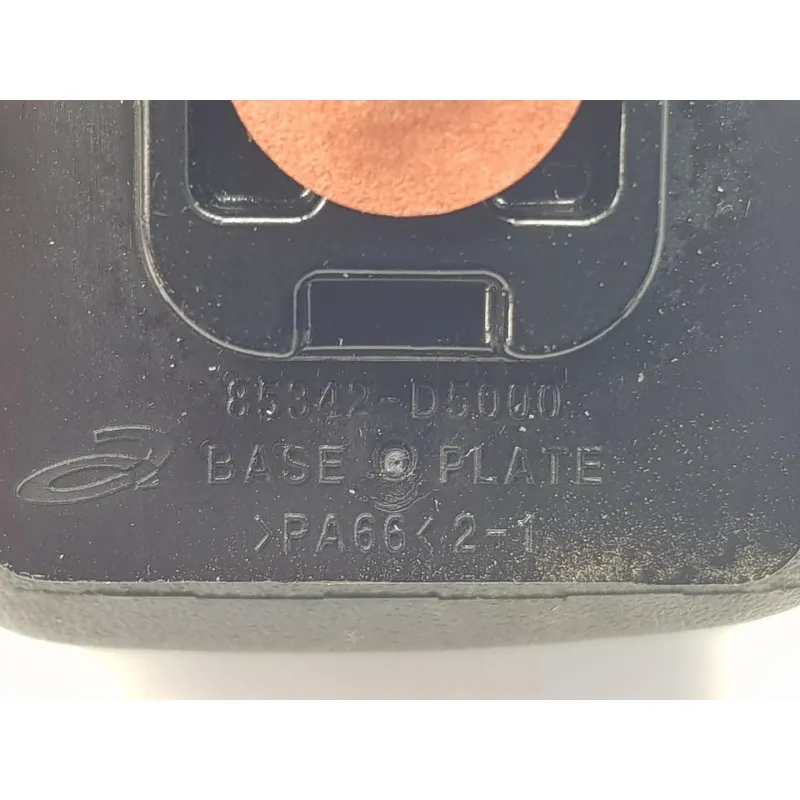 85342-D5000
BASE PLATE
>PA66< 2-1